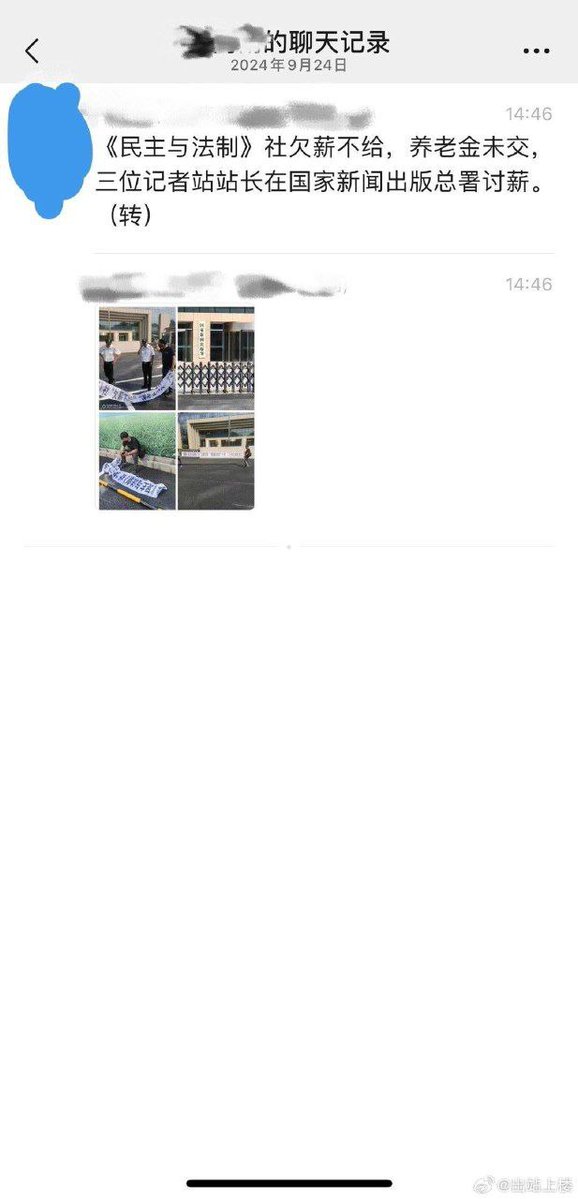 的聊天记录
2024年9月24日
14:46
《民主与法制》社欠薪不给，养老金未交，
三位记者站站长在国家新闻出版总署讨薪。
（转）
14:46